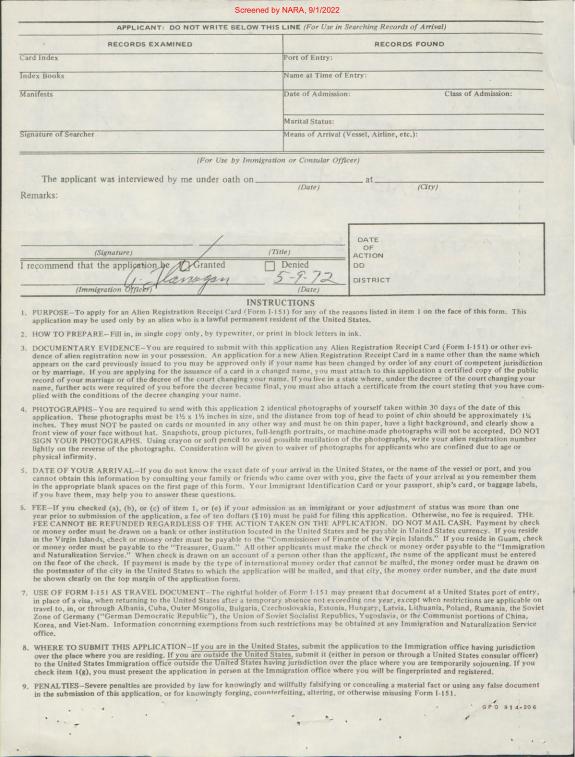 Screened by NARA, 9/1/2022
APPLICANT: DO NOT WRITE BELOW THIS LINE (For Use in Searching Records of Arrival)
RECORDS EXAMINED RECORDS FOUND
Card Index Port of Entry:
Index Books Name at Time of Entry:
Manifests Date of Admission: Class of Admission:
Marital Status:
Signature of Searcher Means of Arrival (Vessel, Airline, etc.):
(For Use by Immigration or Consular Officer)
The applicant was interviewed by me under oath on at
(Date) (City)
Remarks:
(Signature) (Title)
DATE
OF
ACTION
DD
DISTRICT
I recommend that the application be Granted Denied
Flanagan 5-9-72
(Immigration Officer) (Date)
INSTRUCTIONS
1. PURPOSE—To apply for an Alien Registration Receipt Card (Form I-151) for any of the reasons listed in item 1 on the face of this form. This
application may be used only by an alien who is a lawful permanent resident of the United States.
2. HOW TO PREPARE—Fill in, in single copy only, by typewriter, or print in block letters in ink.
3. DOCUMENTARY EVIDENCE—You are required to submit with this application any Alien Registration Receipt Card (Form I-151) or other evi-
dence of alien registration now in your possession. An application for a new Alien Registration Receipt Card in a name other than the name which
appears on the card previously issued to you may be approved only if your name has been changed by order of any court of competent jurisdiction
or by marriage. If you are applying for the issuance of a card in a changed name, you must attach to this application a certified copy of the public
record of your marriage or of the decree of the court changing your name. If you live in a state where, under the decree of the court changing your
name, further acts were required of you before the decree became final, you must also attach a certificate from the court stating that you have com-
plied with the conditions of the decree changing your name.
4. PHOTOGRAPHS—You are required to send with this application 2 identical photographs of yourself taken within 30 days of the date of this
application. These photographs must be 1½ x 1½ inches in size, and the distance from top of head to point of chin should be approximately 1¼
inches. They must NOT be pasted on cards or mounted in any other way and must be on thin paper, have a light background, and clearly show a
front view of your face without hat. Snapshots, group pictures, full-length portraits, or machine-made photographs will not be accepted. DO NOT
SIGN YOUR PHOTOGRAPHS. Using crayon or soft pencil to avoid possible mutilation of the photographs, write your alien registration number
lightly on the reverse of the photographs. Consideration will be given to waiver of photographs for applicants who are confined due to age or
physical infirmity.
5. DATE OF YOUR ARRIVAL—If you do not know the exact date of your arrival in the United States, or the name of the vessel or port, and you
cannot obtain this information by consulting your family or friends who came over with you, give the facts of your arrival as you remember them
in the appropriate blank spaces on the first page of this form. Your Immigrant Identification Card or your passport, ship's card, or baggage labels,
if you have them, may help you to answer these questions.
6. FEE—If you checked (a), (b), or (c) of item 1, or (e) if your admission as an immigrant or your adjustment of status was more than one
year prior to submission of the application, a fee of ten dollars ($10) must be paid for filing this application. Otherwise, no fee is required. THE
FEE CANNOT BE REFUNDED REGARDLESS OF THE ACTION TAKEN ON THE APPLICATION. DO NOT MAIL CASH. Payment by check
or money order must be drawn on a bank or other institution located in the United States and be payable in United States currency. If you reside
in the Virgin Islands, check or money order must be payable to the "Commissioner of Finance of the Virgin Islands." If you reside in Guam, check
or money order must be payable to the "Treasurer, Guam." All other applicants must make the check or money order payable to the "Immigration
and Naturalization Service." When check is drawn on an account of a person other than the applicant, the name of the applicant must be entered
on the face of the check. If payment is made by the type of international money order that cannot be mailed, the money order must be drawn on
the postmaster of the city in the United States to which the application will be mailed, and that city, the money order number, and the date must
be shown clearly on the top margin of the application form.
7. USE OF FORM I-151 AS TRAVEL DOCUMENT—The rightful holder of Form I-151 may present that document at a United States port of entry,
in place of a visa, when returning to the United States after a temporary absence not exceeding one year, except when restrictions are applicable on
travel to, in, or through Albania, Cuba, Outer Mongolia, Bulgaria, Czechoslovakia, Estonia, Hungary, Latvia, Lithuania, Poland, Rumania, the Soviet
Zone of Germany ("German Democratic Republic"), the Union of Soviet Socialist Republics, Yugoslavia, or the Communist portions of China,
Korea, and Viet-Nam. Information concerning exemptions from such restrictions may be obtained at any Immigration and Naturalization Service
office.
8. WHERE TO SUBMIT THIS APPLICATION—If you are in the United States, submit the application to the Immigration office having jurisdiction
over the place where you are residing. If you are outside the United States, submit it (either in person or through a United States consular officer)
to the United States Immigration office outside the United States having jurisdiction over the place where you are temporarily sojourning. If you
check item 1(g), you must present the application in person at the Immigration office where you will be fingerprinted and registered.
9. PENALTIES—Severe penalties are provided by law for knowingly and willfully falsifying or concealing a material fact or using any false document
in the submission of this application, or for knowingly forging, counterfeiting, altering, or otherwise misusing Form I-151.
GPO 914-206